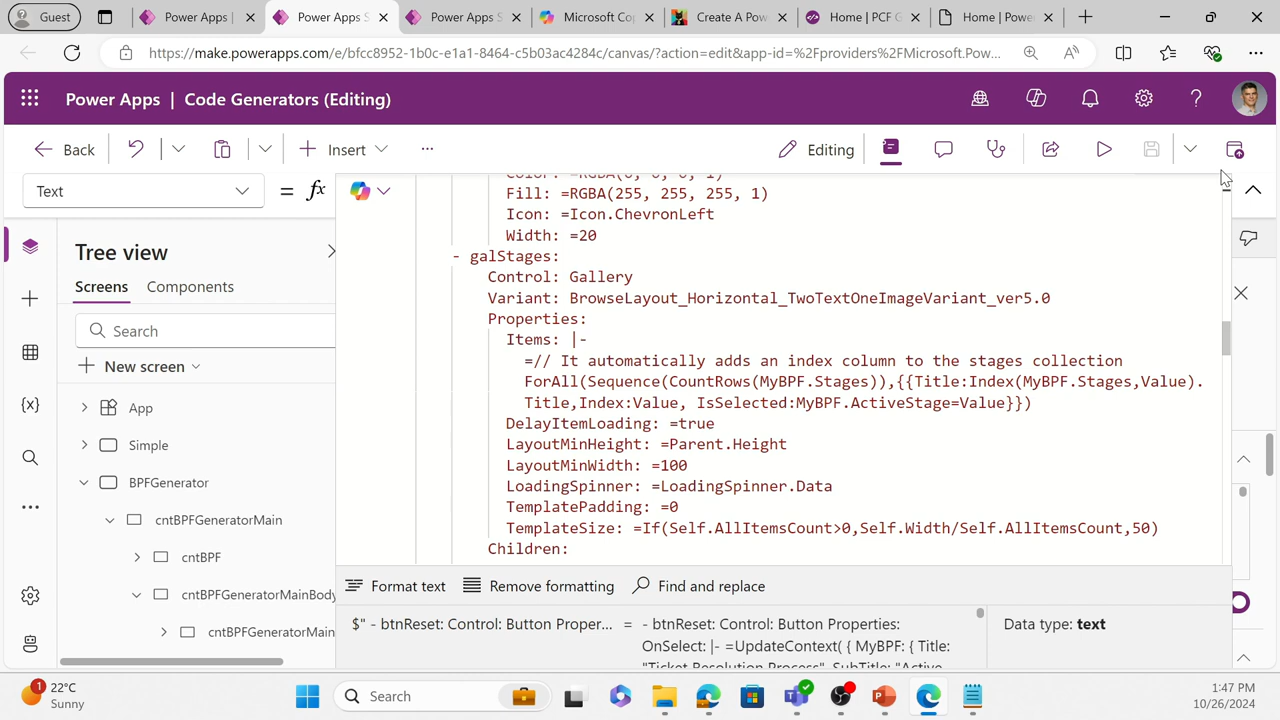 Guest
Power Apps |
Power Apps S
Power Apps S
Microsoft Co
Create A Pow
Home | PCF G
Home | Powe
https://make.powerapps.com/e/bfcc8952-1b0c-e1a1-8464-c5b03ac4284c/canvas/?action=edit&app-id=%2Fproviders%2FMicrosoft.Pow...
Power Apps | Code Generators (Editing)
Back
Insert
Editing
Text
= fx
Fill: =RGBA(255, 255, 255, 1)
Icon: =Icon.ChevronLeft
Width: =20
- galStages:
Control: Gallery
Variant: BrowseLayout_Horizontal_TwoTextOneImageVariant_ver5.0
Properties:
Items: |-
=// It automatically adds an index column to the stages collection
ForAll(Sequence(CountRows(MyBPF.Stages)),{{Title:Index(MyBPF.Stages,Value).
Title,Index:Value, IsSelected:MyBPF.ActiveStage=Value}})
DelayItemLoading: =true
LayoutMinHeight: =Parent.Height
LayoutMinWidth: =100
LoadingSpinner: =LoadingSpinner.Data
TemplatePadding: =0
TemplateSize: =If(Self.AllItemsCount>0,Self.Width/Self.AllItemsCount,50)
Children:
Tree view
Screens
Components
Search
New screen
App
Simple
BPFGenerator
cntBPFGeneratorMain
cntBPF
cntBPFGeneratorMainBody
cntBPFGeneratorMain
Format text
Remove formatting
Find and replace
$" - btnReset: Control: Button Proper...
=
- btnReset: Control: Button Properties:
OnSelect: |- =UpdateContext( { MyBPF: { Title:
"Ticket Resolution Process", SubTitle: "Active
Data type: text
1
22°C
Sunny
Search
1:47 PM
10/26/2024